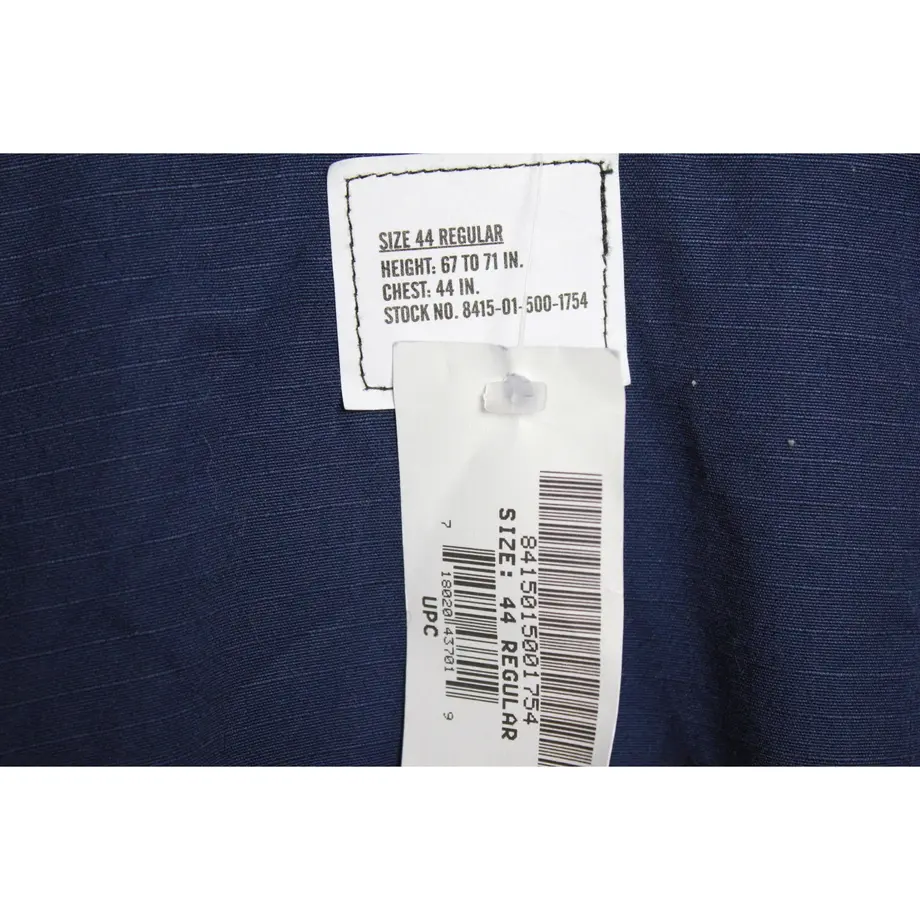 SIZE 44 REGULAR
HEIGHT: 67 TO 71 IN.
CHEST: 44 IN.
STOCK NO. 8415-01-500-1754
8415015001754
SIZE: 44 REGULAR
7 18020 43701 9
UPC